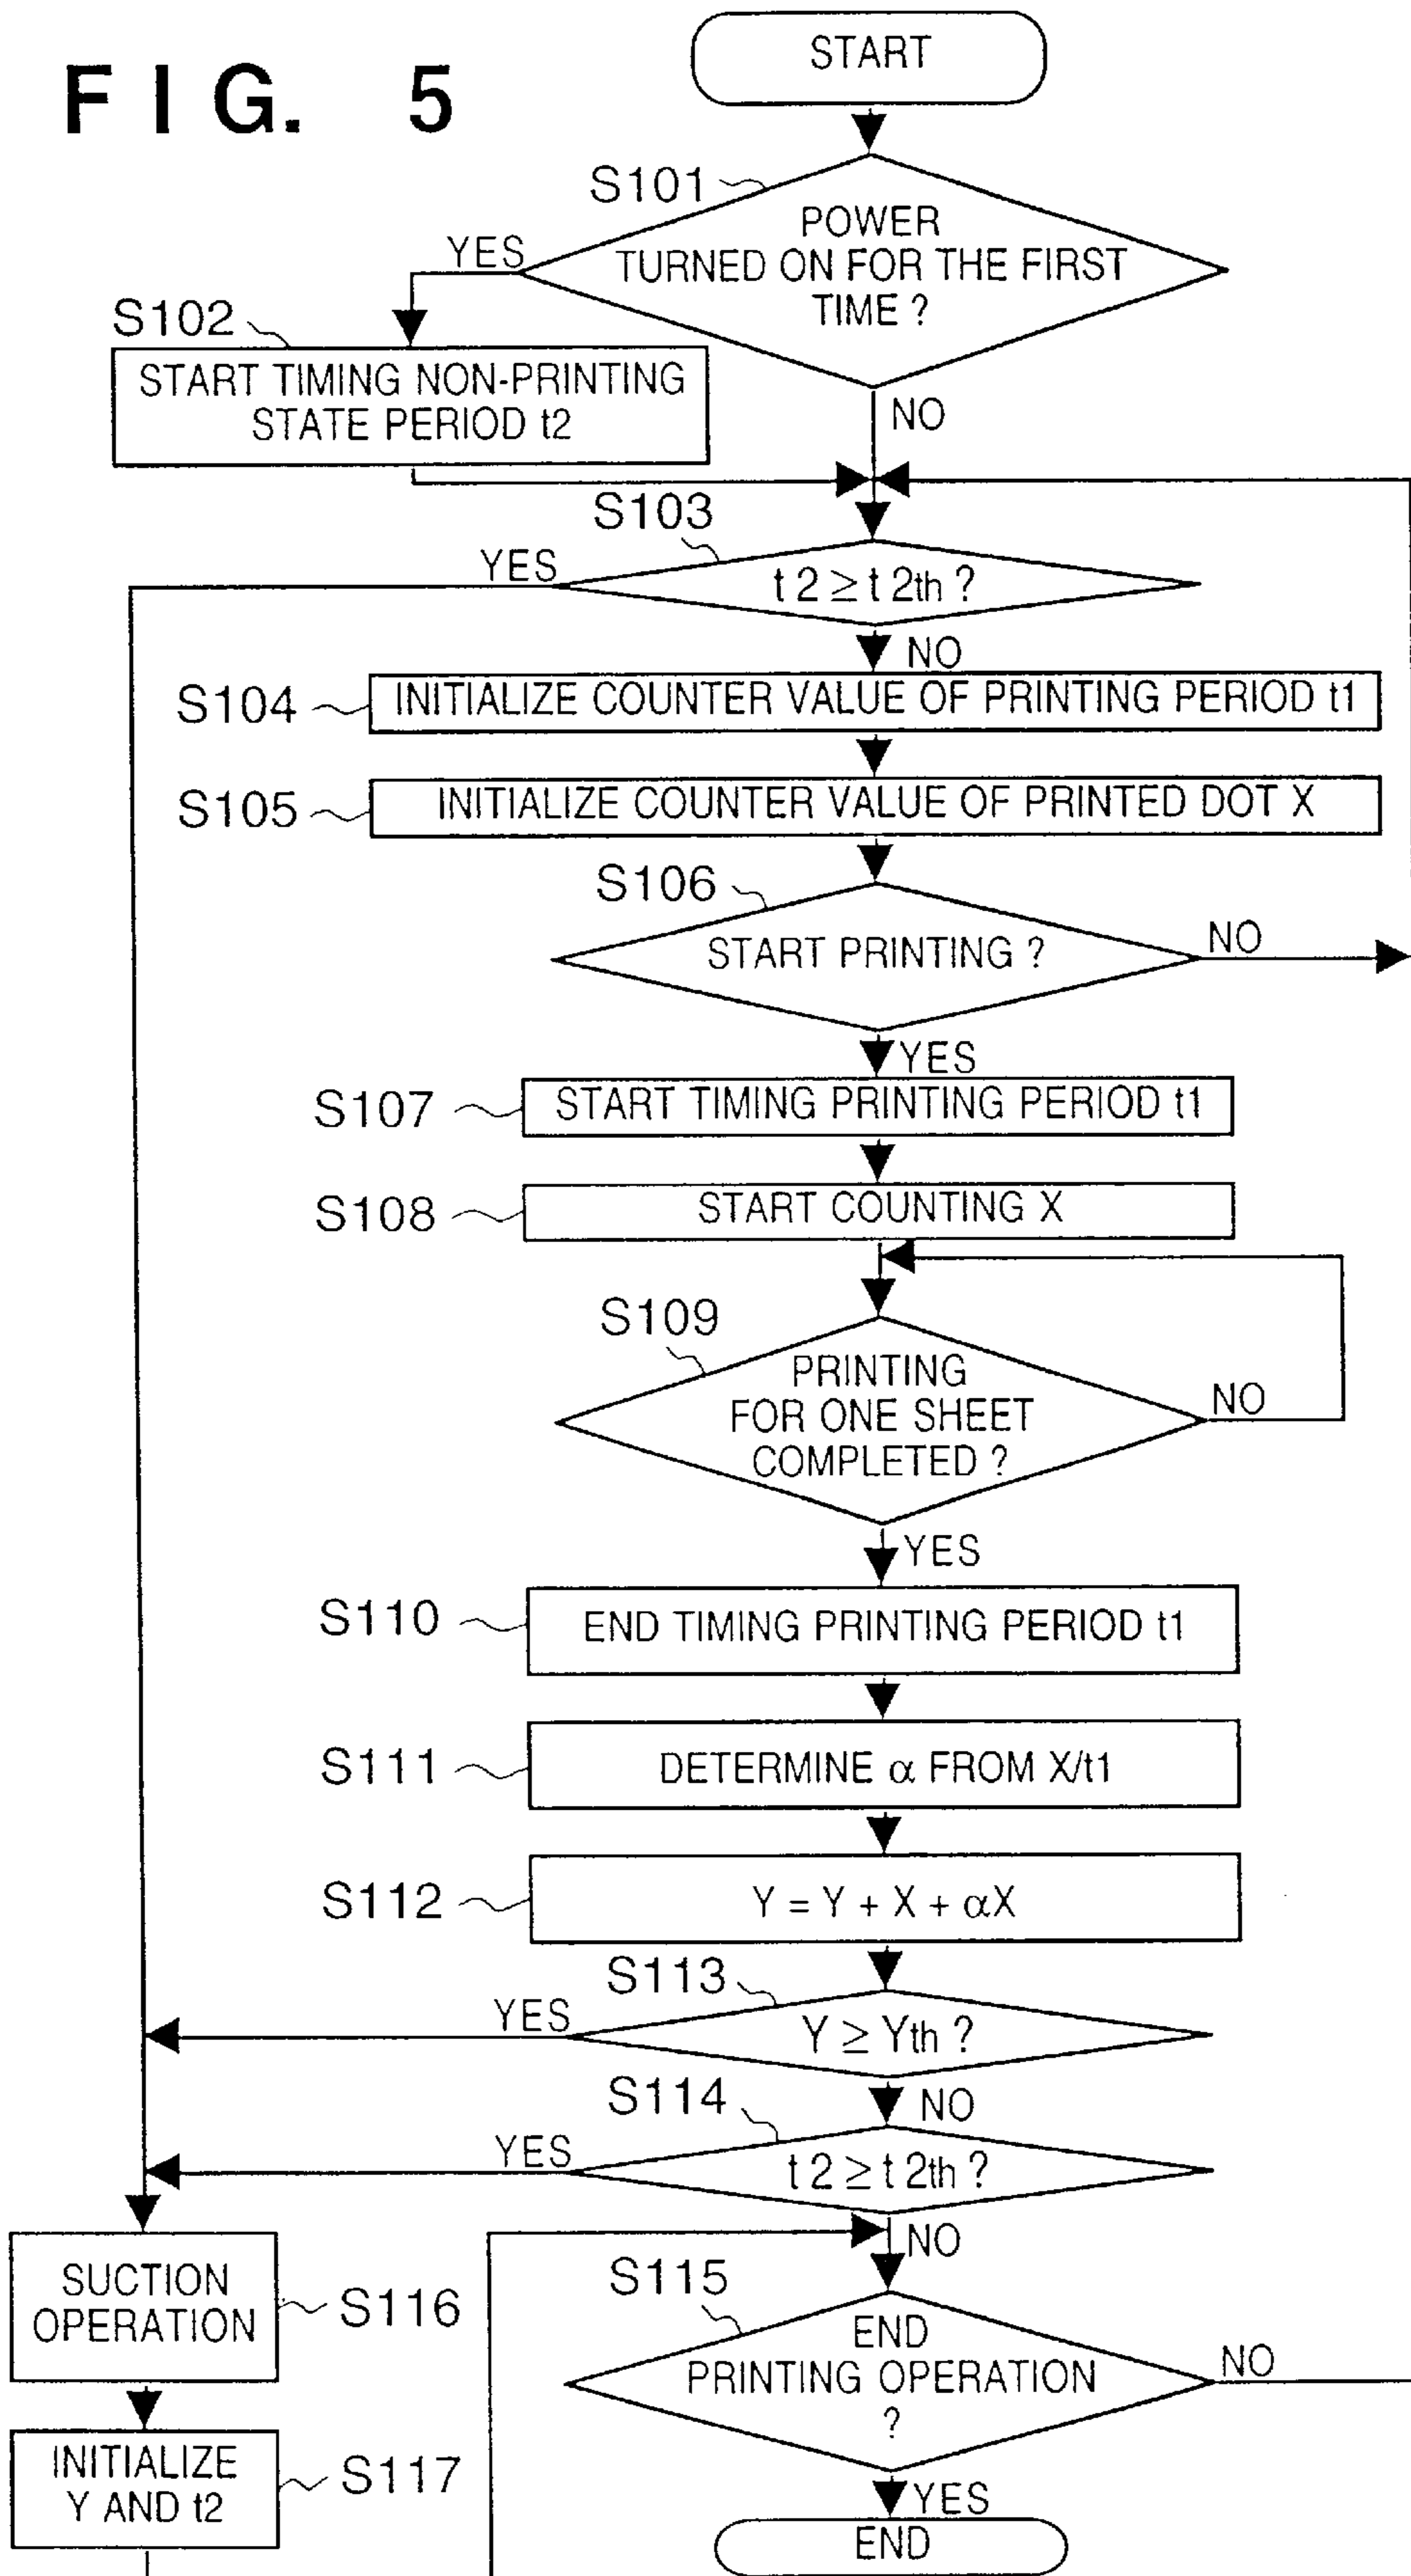 FIG. 5
START
S101
POWER
TURNED ON FOR THE FIRST
TIME ?
YES
NO
S102
START TIMING NON-PRINTING
STATE PERIOD t2
S103
YES
t 2 ≥ t 2th ?
NO
S104
INITIALIZE COUNTER VALUE OF PRINTING PERIOD t1
S105
INITIALIZE COUNTER VALUE OF PRINTED DOT X
S106
START PRINTING ?
NO
YES
S107
START TIMING PRINTING PERIOD t1
S108
START COUNTING X
S109
PRINTING
FOR ONE SHEET
COMPLETED ?
NO
YES
S110
END TIMING PRINTING PERIOD t1
S111
DETERMINE α FROM X/t1
S112
Y = Y + X + αX
S113
YES
Y ≥ Yth ?
NO
S114
YES
t 2 ≥ t 2th ?
NO
S115
END
PRINTING OPERATION
?
NO
YES
END
SUCTION
OPERATION
S116
INITIALIZE
Y AND t2
S117